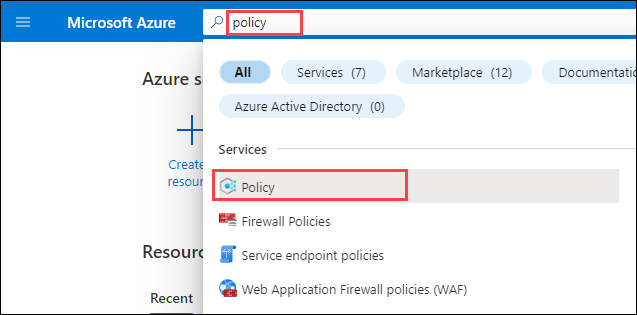 Microsoft Azure
policy
Azure s
All
Services (7)
Marketplace (12)
Documentatio
Azure Active Directory (0)
Services
Create
resour
Policy
Firewall Policies
Service endpoint policies
Resour
Recent
Web Application Firewall policies (WAF)